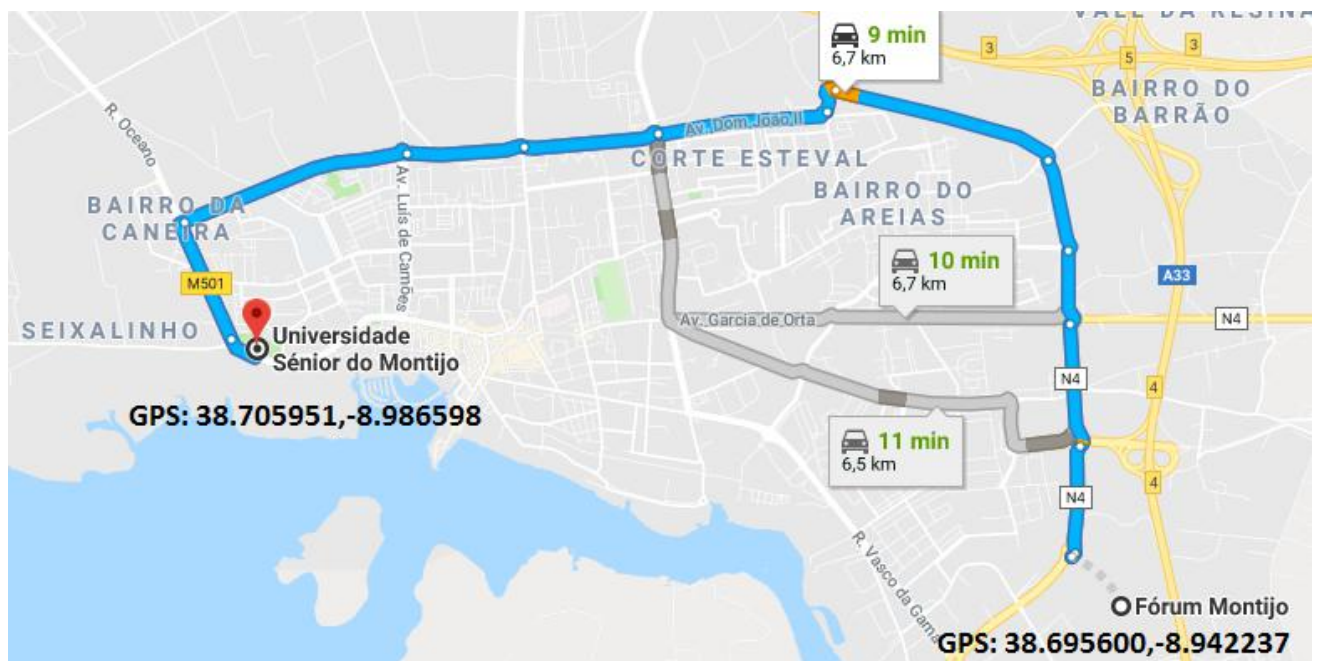 VALE DA RESINA
9 min
6,7 km
3
3
5
BAIRRO DO
BARRÃO
R. Oceano
Av. Dom João II
CORTE ESTEVAL
Av. Luís de Camões
BAIRRO DO
AREIAS
BAIRRO DA
CANEIRA
10 min
6,7 km
A33
M501
SEIXALINHO
Universidade
Sénior do Montijo
Av. Garcia de Orta
N4
N4
4
GPS: 38.705951,-8.986598
11 min
6,5 km
4
N4
R. Vasco da Gama
Fórum Montijo
GPS: 38.695600,-8.942237